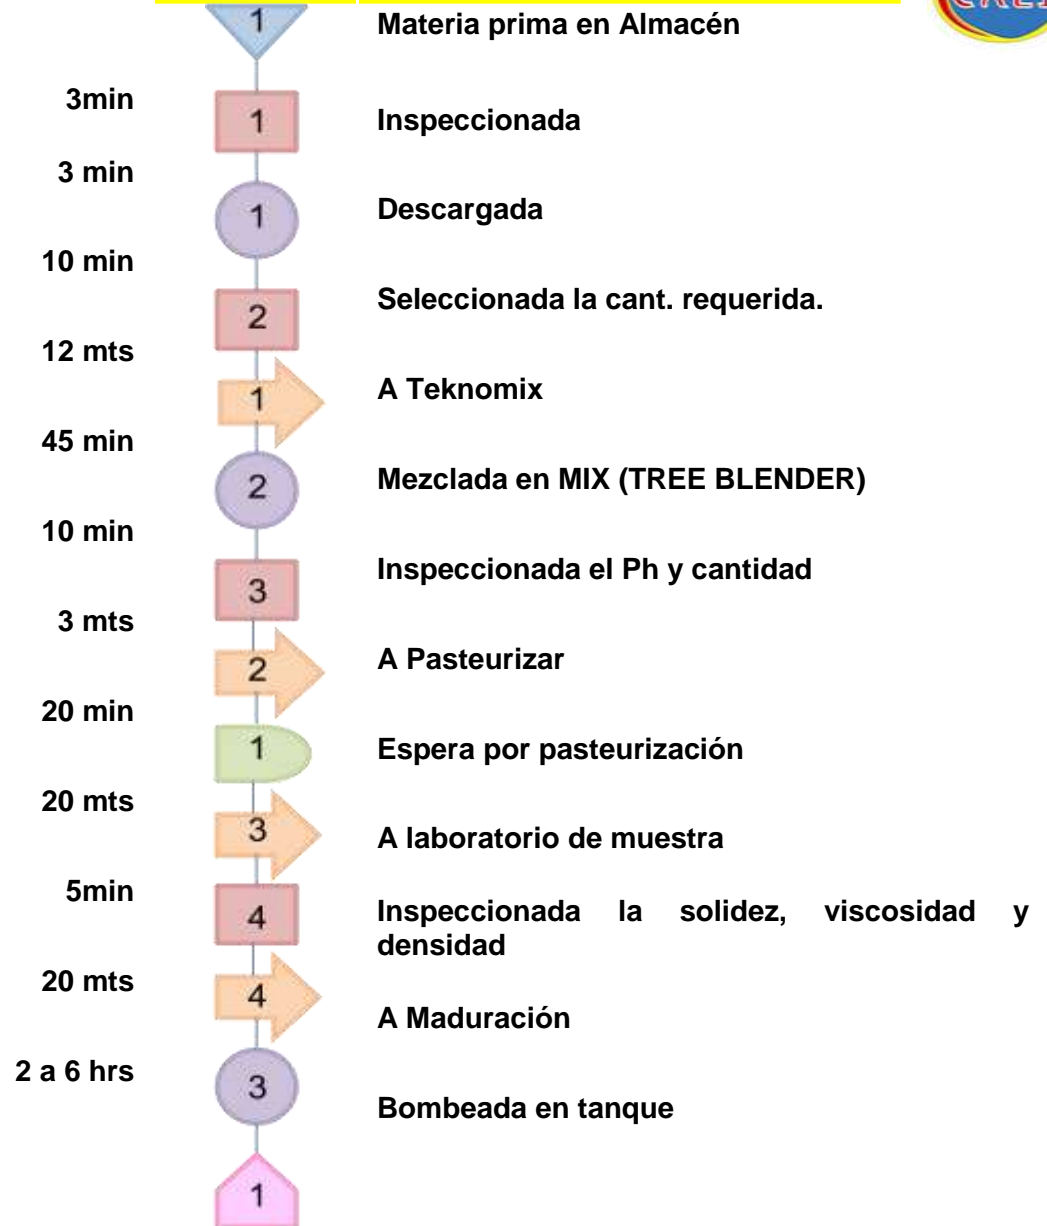 1 Materia prima en Almacén
3min
1 Inspeccionada
3 min
1 Descargada
10 min
2 Seleccionada la cant. requerida.
12 mts
1 A Teknomix
45 min
2 Mezclada en MIX (TREE BLENDER)
10 min
3 Inspeccionada el Ph y cantidad
3 mts
2 A Pasteurizar
20 min
1 Espera por pasteurización
20 mts
3 A laboratorio de muestra
5min
4 Inspeccionada la solidez, viscosidad y
densidad
20 mts
4 A Maduración
2 a 6 hrs
3 Bombeada en tanque
1